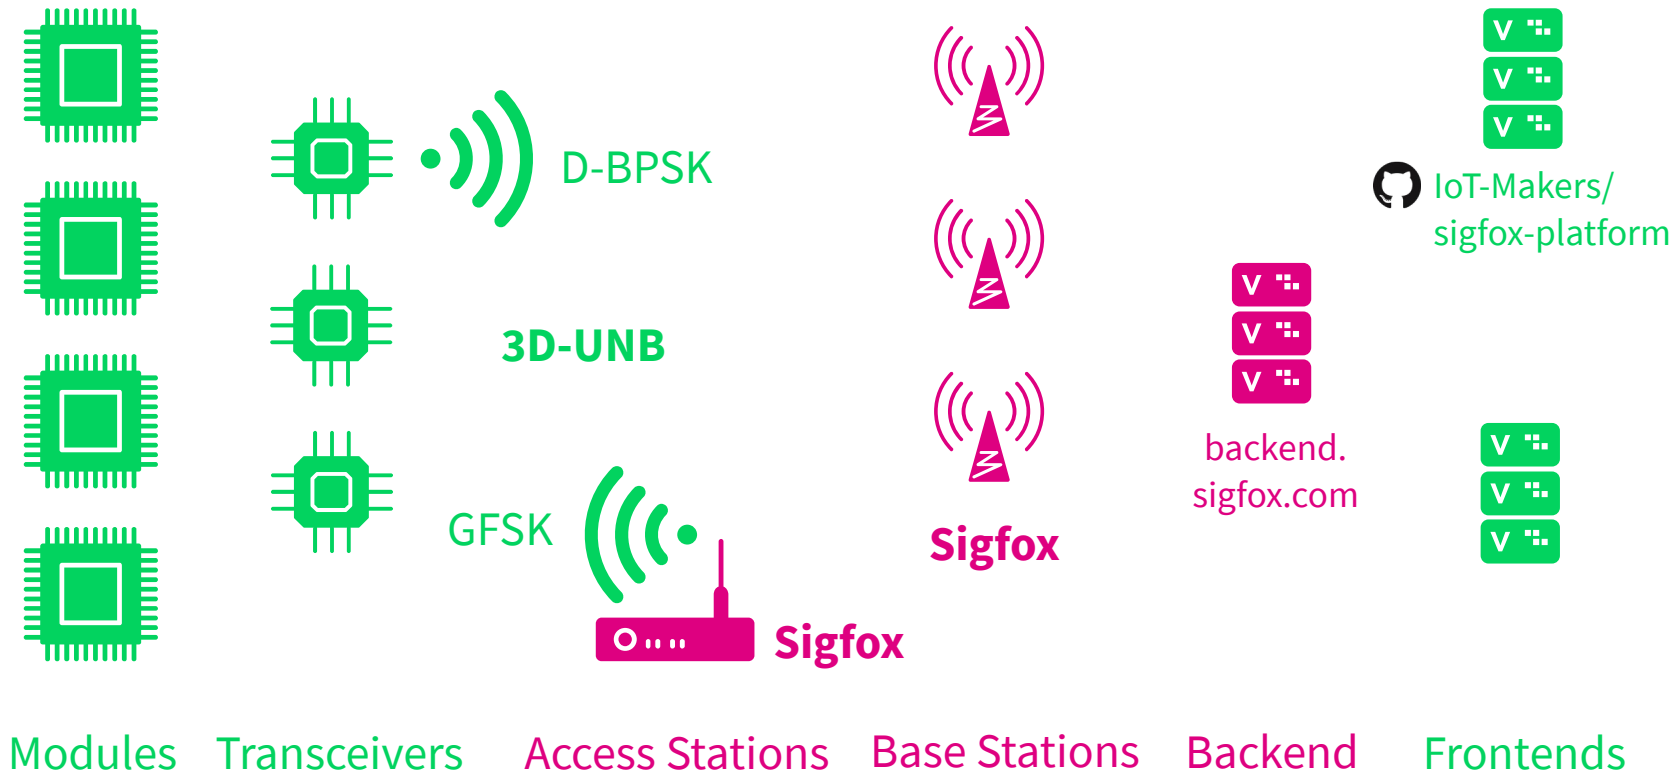 D-BPSK
IoT-Makers/
sigfox-platform
3D-UNB
backend.
sigfox.com
GFSK
Sigfox
Sigfox
Modules
Transceivers
Access Stations
Base Stations
Backend
Frontends